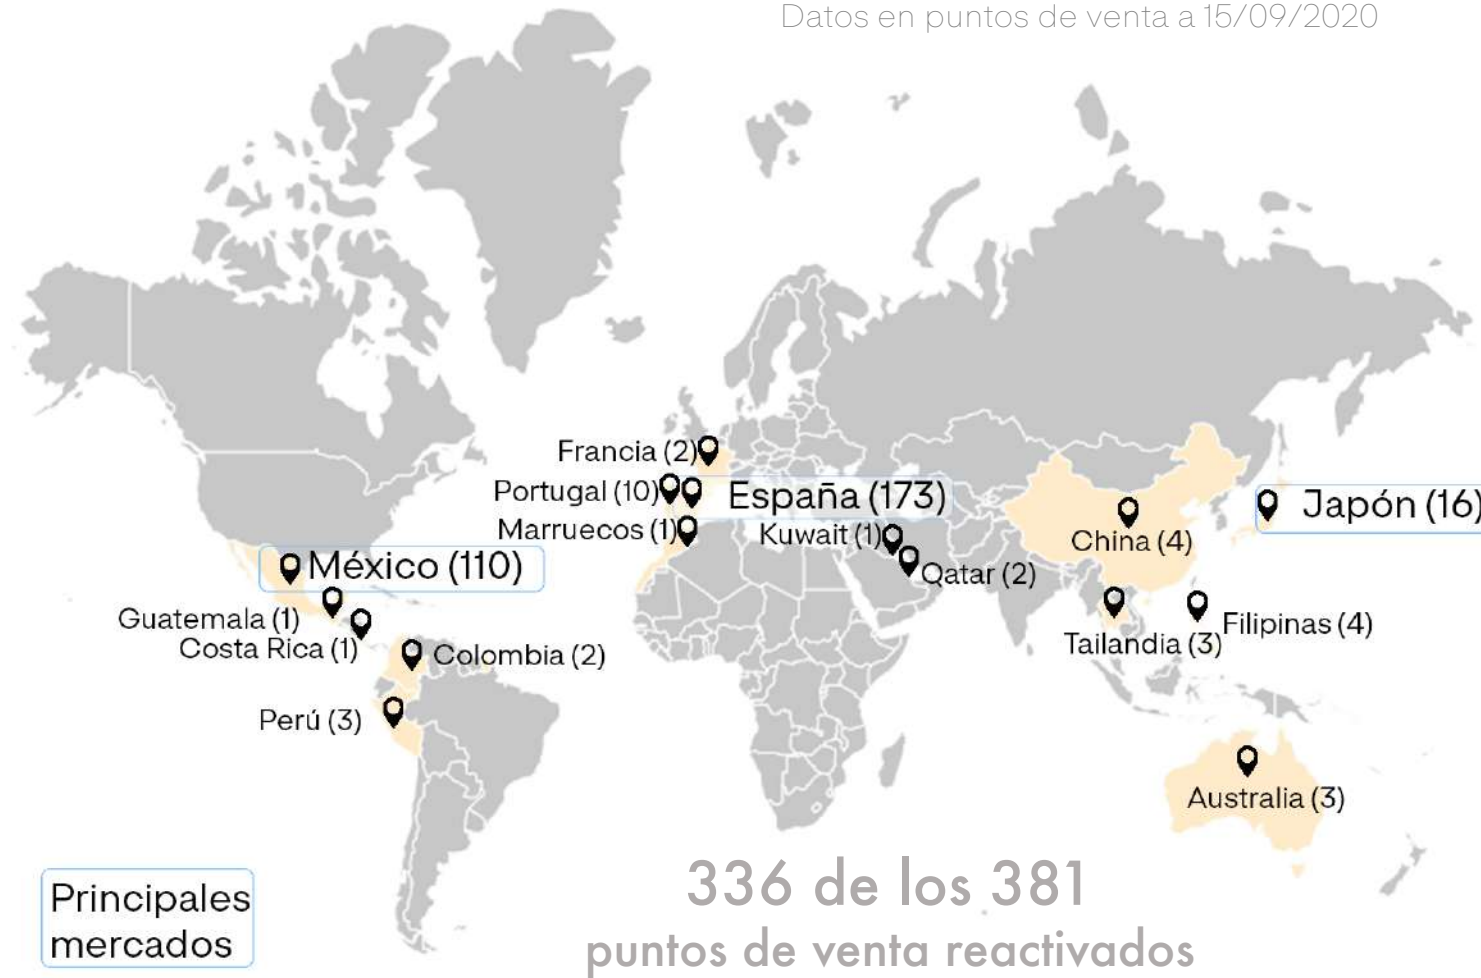 Datos en puntos de venta a 15/09/2020
Francia (2)
Portugal (10)
España (173)
Japón (16)
Marruecos (1)
Kuwait (1)
China (4)
México (110)
Qatar (2)
Guatemala (1)
Filipinas (4)
Costa Rica (1)
Colombia (2)
Tailandia (3)
Perú (3)
Australia (3)
336 de los 381
puntos de venta reactivados
Principales
mercados